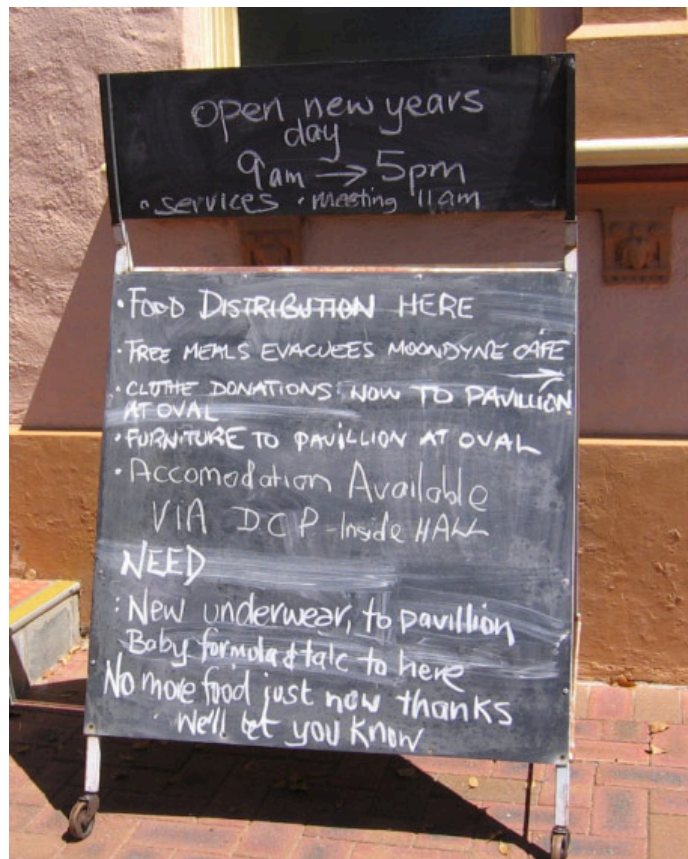 open new years
day
9am → 5pm
• services • meeting 11am
• FOOD DISTRIBUTION HERE
• FREE MEALS EVACUEES MOONDYNE CAFE
→
• CLOTHE DONATIONS: NOW TO PAVILLION
AT OVAL
• FURNITURE TO PAVILLION AT OVAL
• Accomodation Available
VIA DCP - Inside HALL
NEED
: New underwear, to pavillion
Baby formula & talc to here
No more food just now thanks
We'll let you know